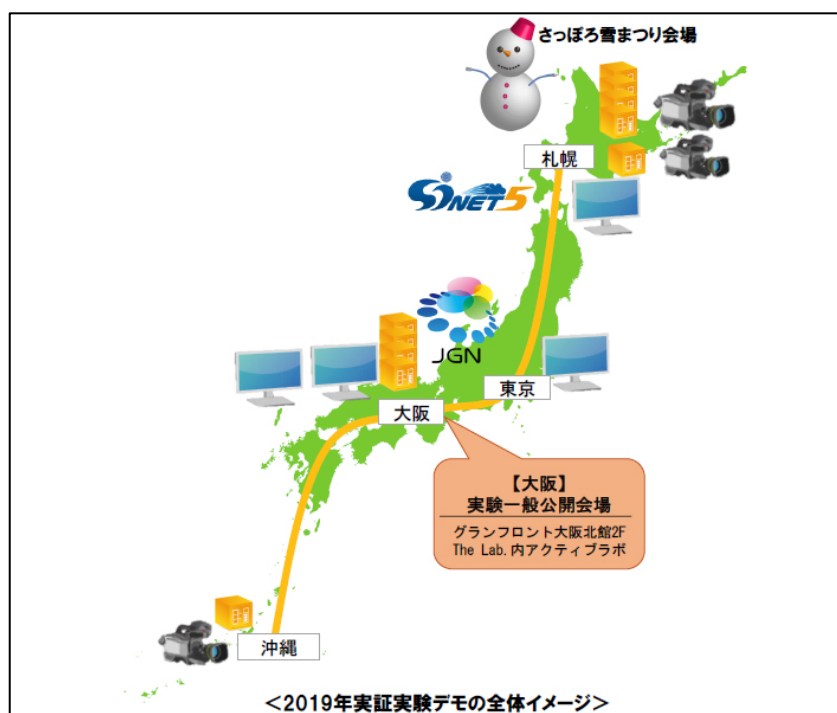 さっぽろ雪まつり会場
札幌
SINET5
JGN
東京
大阪
【大阪】
実験一般公開会場
グランフロント大阪北館2F
The Lab.内アクティブラボ
沖縄
<2019年実証実験デモの全体イメージ>